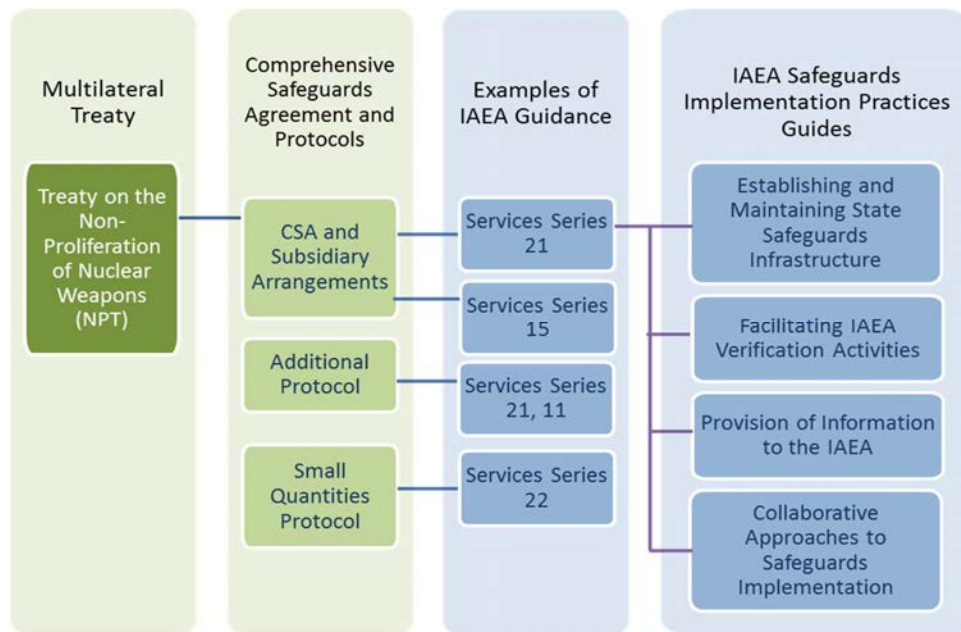 Multilateral
Treaty
Treaty on the
Non-
Proliferation
of Nuclear
Weapons
(NPT)
Comprehensive
Safeguards
Agreement and
Protocols
CSA and
Subsidiary
Arrangements
Additional
Protocol
Small
Quantities
Protocol
Examples of
IAEA Guidance
Services Series
21
Services Series
15
Services Series
21, 11
Services Series
22
IAEA Safeguards
Implementation Practices
Guides
Establishing and
Maintaining State
Safeguards
Infrastructure
Facilitating IAEA
Verification Activities
Provision of Information
to the IAEA
Collaborative
Approaches to
Safeguards
Implementation